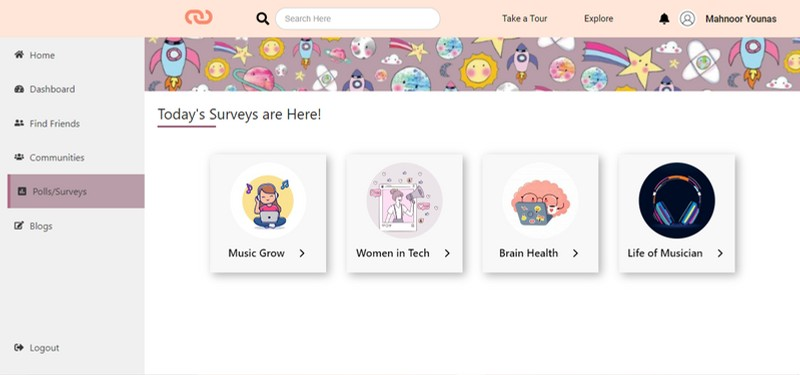 Search Here
Take a Tour
Explore
Mahnoor Younas
Home
Dashboard
Find Friends
Communities
Polls/Surveys
Blogs
Logout
Today's Surveys are Here!
Music Grow
Women in Tech
Brain Health
Life of Musician